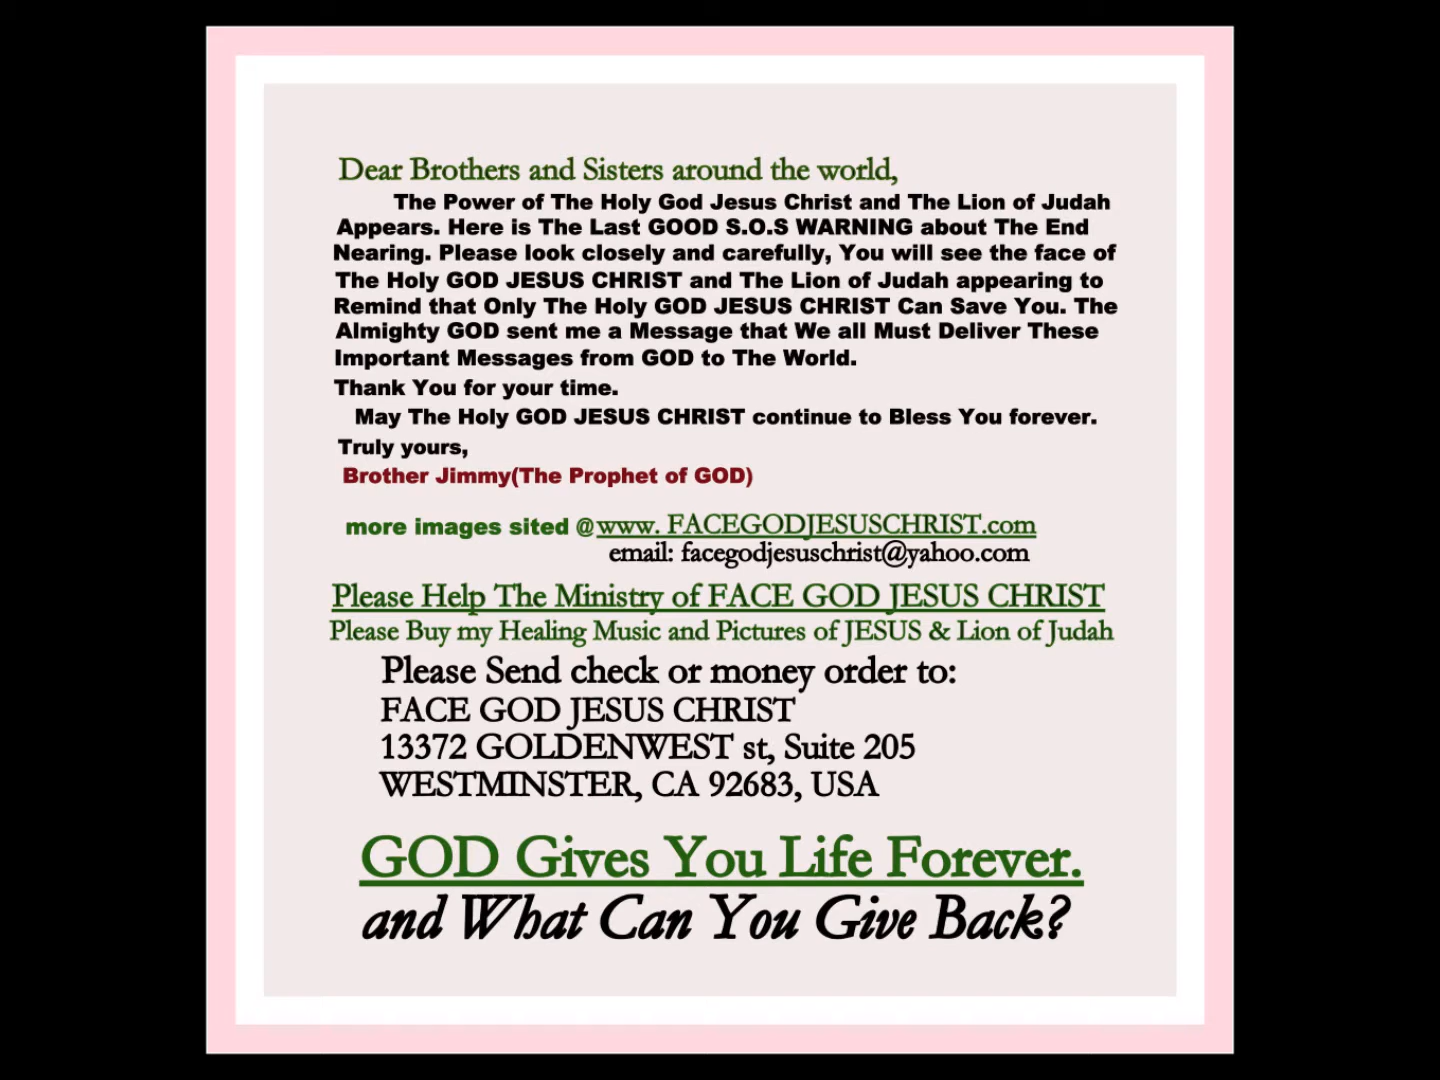 Dear Brothers and Sisters around the world,
The Power of The Holy God Jesus Christ and The Lion of Judah
Appears. Here is The Last GOOD S.O.S WARNING about The End
Nearing. Please look closely and carefully, You will see the face of
The Holy GOD JESUS CHRIST and The Lion of Judah appearing to
Remind that Only The Holy GOD JESUS CHRIST Can Save You. The
Almighty GOD sent me a Message that We all Must Deliver These
Important Messages from GOD to The World.
Thank You for your time.
May The Holy GOD JESUS CHRIST continue to Bless You forever.
Truly yours,
Brother Jimmy(The Prophet of GOD)
more images sited @www. FACEGODJESUSCHRIST.com
email: facegodjesuschrist@yahoo.com
Please Help The Ministry of FACE GOD JESUS CHRIST
Please Buy my Healing Music and Pictures of JESUS & Lion of Judah
Please Send check or money order to:
FACE GOD JESUS CHRIST
13372 GOLDENWEST st, Suite 205
WESTMINSTER, CA 92683, USA
GOD Gives You Life Forever.
and What Can You Give Back?